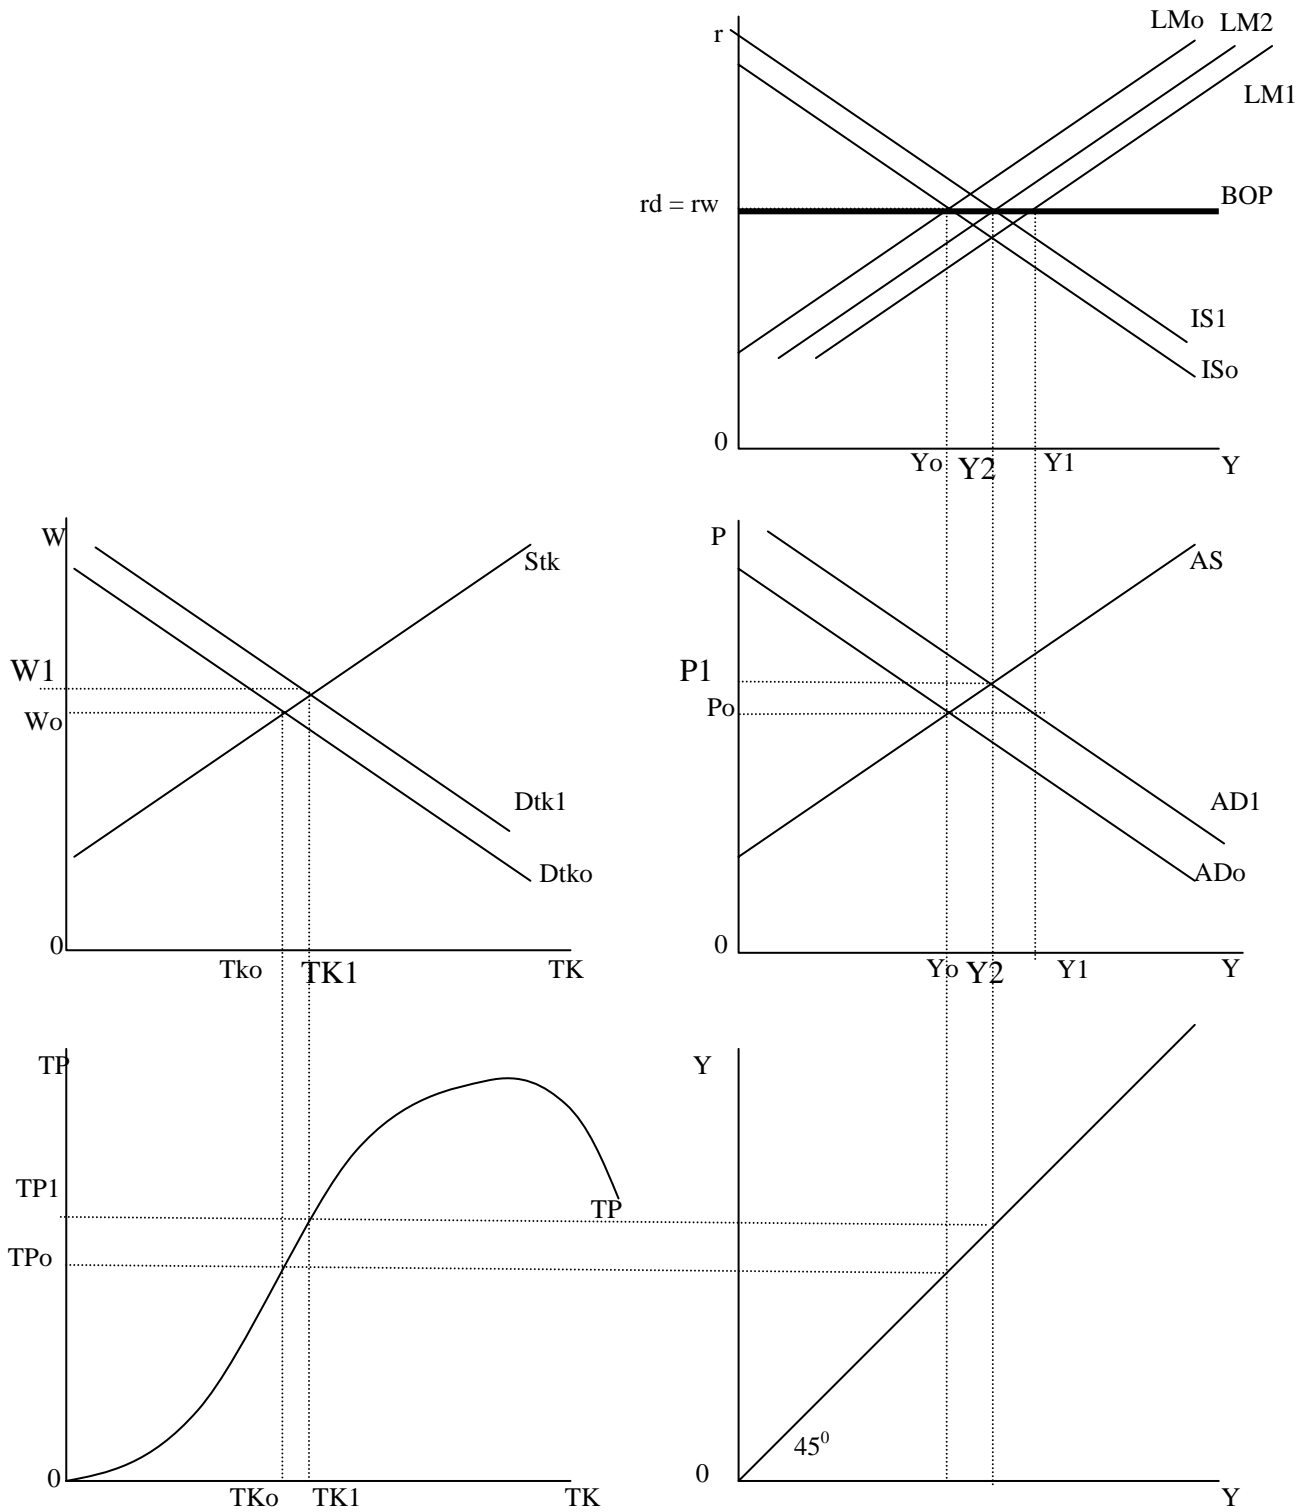 LMo LM2
r
LM1
rd = rw
BOP
IS1
ISo
0
Yo Y2 Y1 Y
W
Stk
W1
Wo
Dtk1
Dtko
0
Tko TK1 TK
P
AS
P1
Po
AD1
ADo
0
Yo Y2 Y1 Y
TP
TP1
TP
TPo
0
TKo TK1 TK
Y
45⁰
0
Y